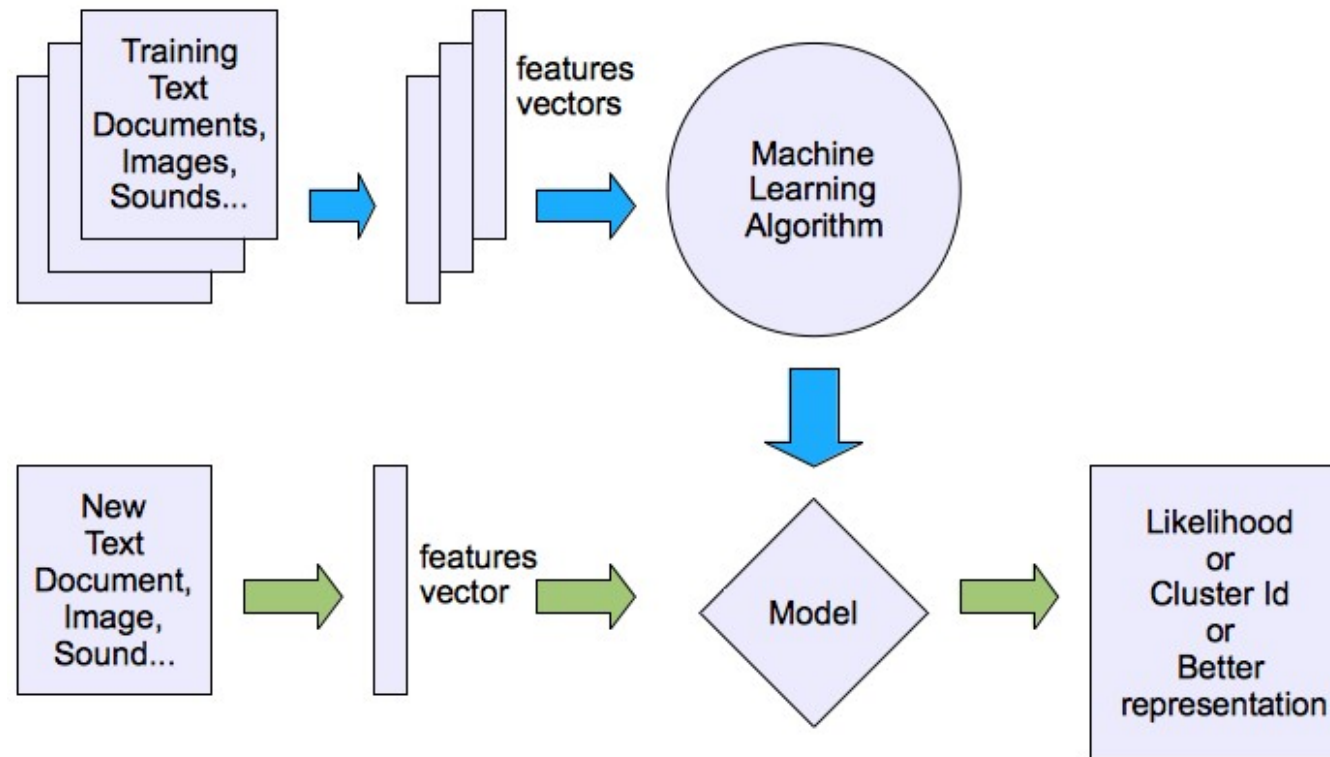 Training
Text
Documents,
Images,
Sounds...
features
vectors
Machine
Learning
Algorithm
New
Text
Document,
Image,
Sound...
features
vector
Model
Likelihood
or
Cluster Id
or
Better
representation